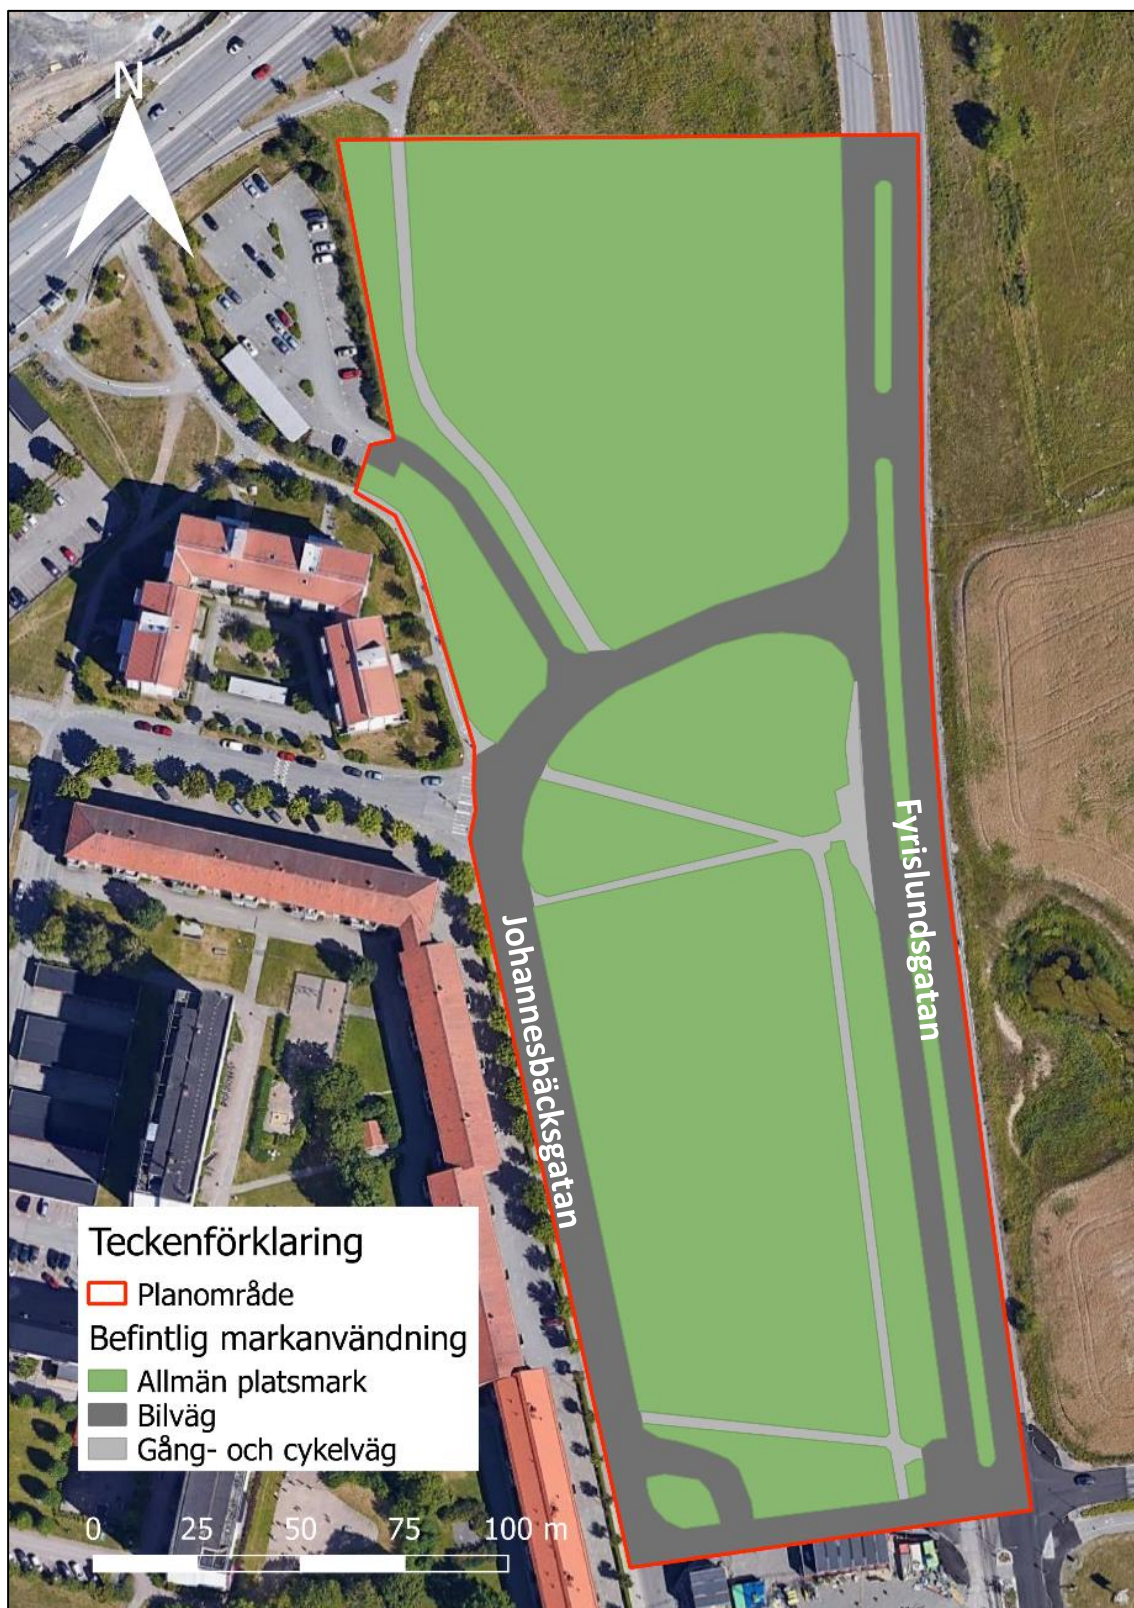 N
Fyrislundsgatan
Johannesbäcksgatan
Teckenförklaring
Planområde
Befintlig markanvändning
Allmän platsmark
Bilväg
Gång- och cykelväg
0 25 50 75 100 m